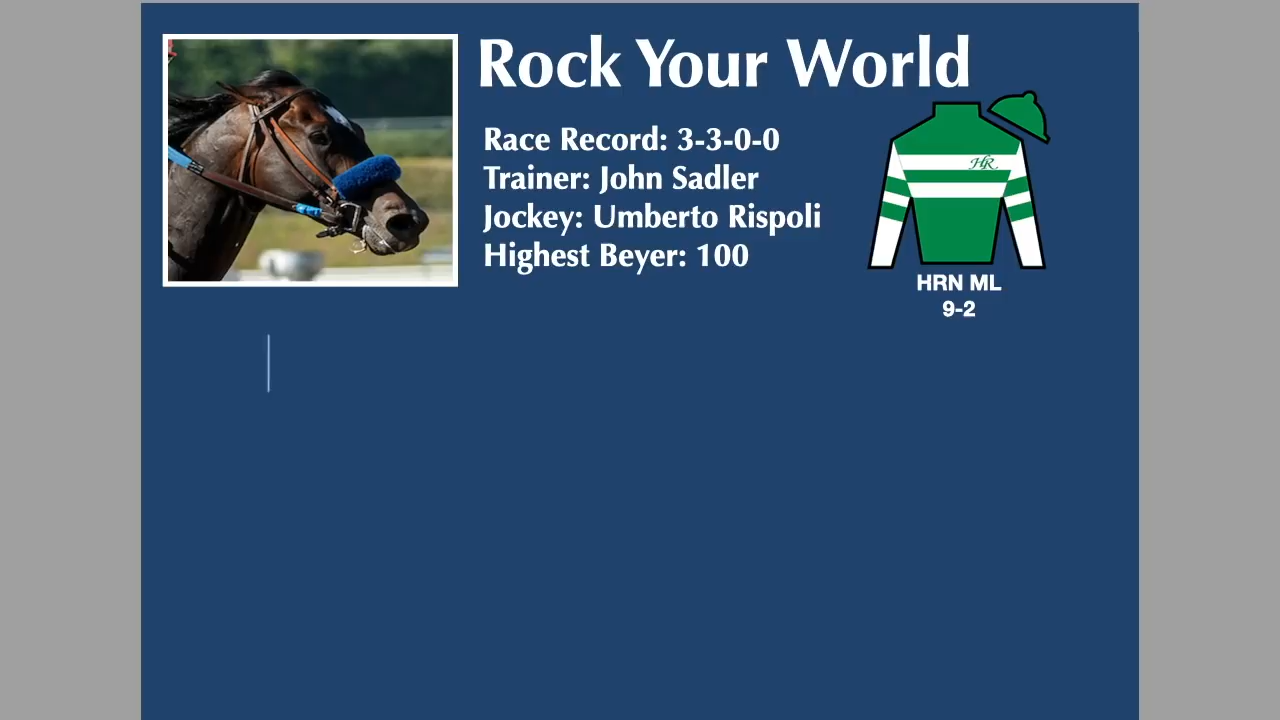 Rock Your World
Race Record: 3-3-0-0
Trainer: John Sadler
Jockey: Umberto Rispoli
Highest Beyer: 100
HR
HRN ML
9-2